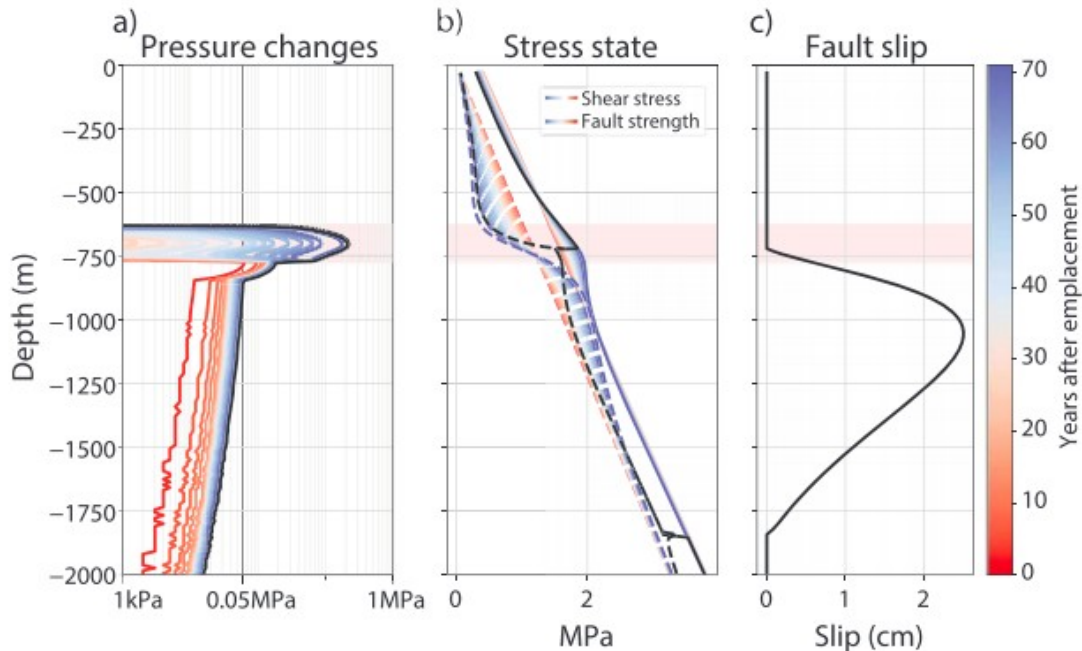 a)
Pressure changes
b)
Stress state
c)
Fault slip
0
−250
−500
−750
−1000
−1250
−1500
−1750
−2000
Depth (m)
1kPa
0.05MPa
1MPa
Shear stress
Fault strength
0
2
MPa
0
1
2
Slip (cm)
70
60
50
40
30
20
10
0
Years after emplacement